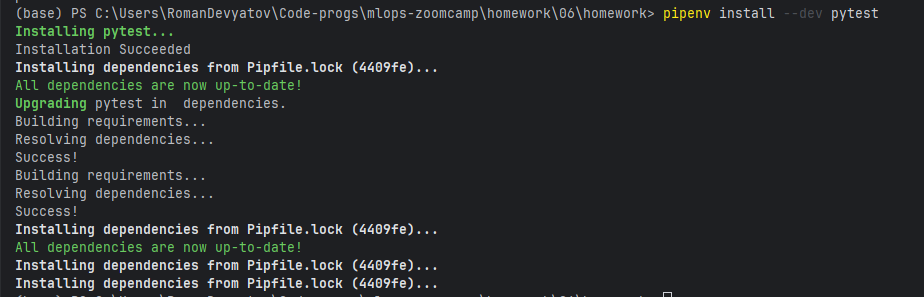 (base) PS C:\Users\RomanDevyatov\Code-progs\mlops-zoomcamp\homework\06\homework> pipenv install --dev pytest
Installing pytest...
Installation Succeeded
Installing dependencies from Pipfile.lock (4409fe)...
All dependencies are now up-to-date!
Upgrading pytest in  dependencies.
Building requirements...
Resolving dependencies...
Success!
Building requirements...
Resolving dependencies...
Success!
Installing dependencies from Pipfile.lock (4409fe)...
All dependencies are now up-to-date!
Installing dependencies from Pipfile.lock (4409fe)...
Installing dependencies from Pipfile.lock (4409fe)...